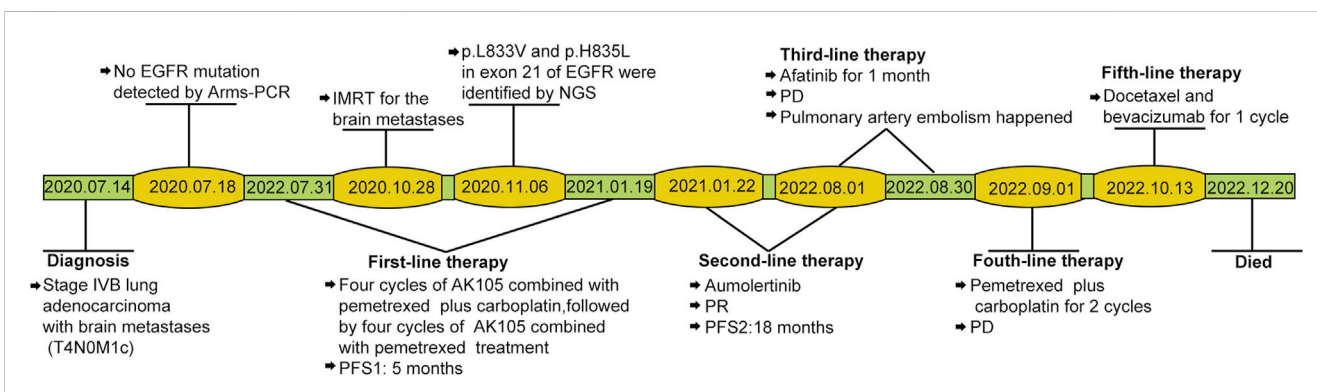 ➡No EGFR mutation
detected by Arms-PCR
➡IMRT for the
brain metastases
➡p.L833V and p.H835L
in exon 21 of EGFR were
identified by NGS
Third-line therapy
➡Afatinib for 1 month
➡PD
➡Pulmonary artery embolism happened
Fifth-line therapy
➡Docetaxel and
bevacizumab for 1 cycle
2020.07.14 2020.07.18 2022.07.31 2020.10.28 2020.11.06 2021.01.19 2021.01.22 2022.08.01 2022.08.30 2022.09.01 2022.10.13 2022.12.20
Diagnosis
➡Stage IVB lung
adenocarcinoma
with brain metastases
(T4N0M1c)
First-line therapy
➡Four cycles of AK105 combined with
pemetrexed plus carboplatin,followed
by four cycles of AK105 combined
with pemetrexed treatment
➡PFS1: 5 months
Second-line therapy
➡Aumolertinib
➡PR
➡PFS2:18 months
Fouth-line therapy
➡Pemetrexed plus
carboplatin for 2 cycles
➡PD
Died